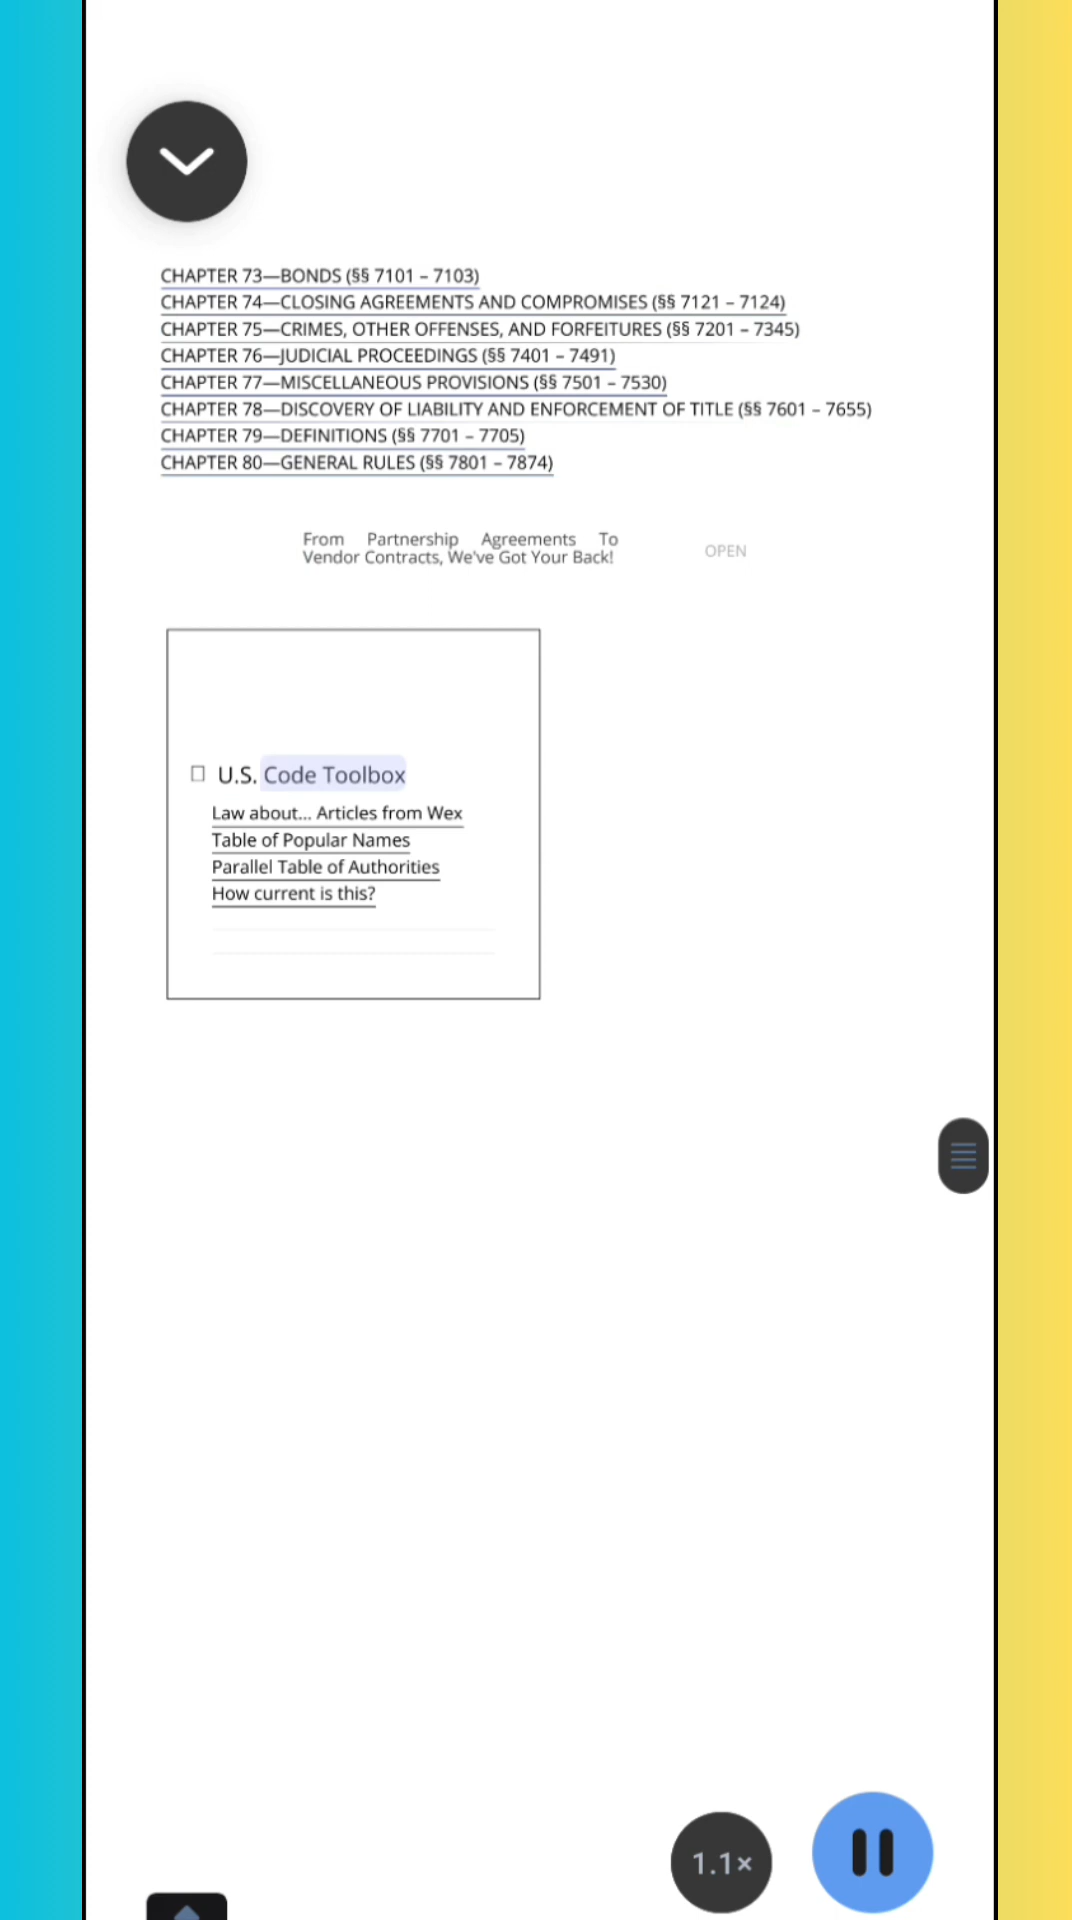 CHAPTER 73—BONDS (§§ 7101 – 7103)
CHAPTER 74—CLOSING AGREEMENTS AND COMPROMISES (§§ 7121 – 7124)
CHAPTER 75—CRIMES, OTHER OFFENSES, AND FORFEITURES (§§ 7201 – 7345)
CHAPTER 76—JUDICIAL PROCEEDINGS (§§ 7401 – 7491)
CHAPTER 77—MISCELLANEOUS PROVISIONS (§§ 7501 – 7530)
CHAPTER 78—DISCOVERY OF LIABILITY AND ENFORCEMENT OF TITLE (§§ 7601 – 7655)
CHAPTER 79—DEFINITIONS (§§ 7701 – 7705)
CHAPTER 80—GENERAL RULES (§§ 7801 – 7874)
From Partnership Agreements To
Vendor Contracts, We've Got Your Back!
OPEN
U.S. Code Toolbox
Law about... Articles from Wex
Table of Popular Names
Parallel Table of Authorities
How current is this?
1.1×